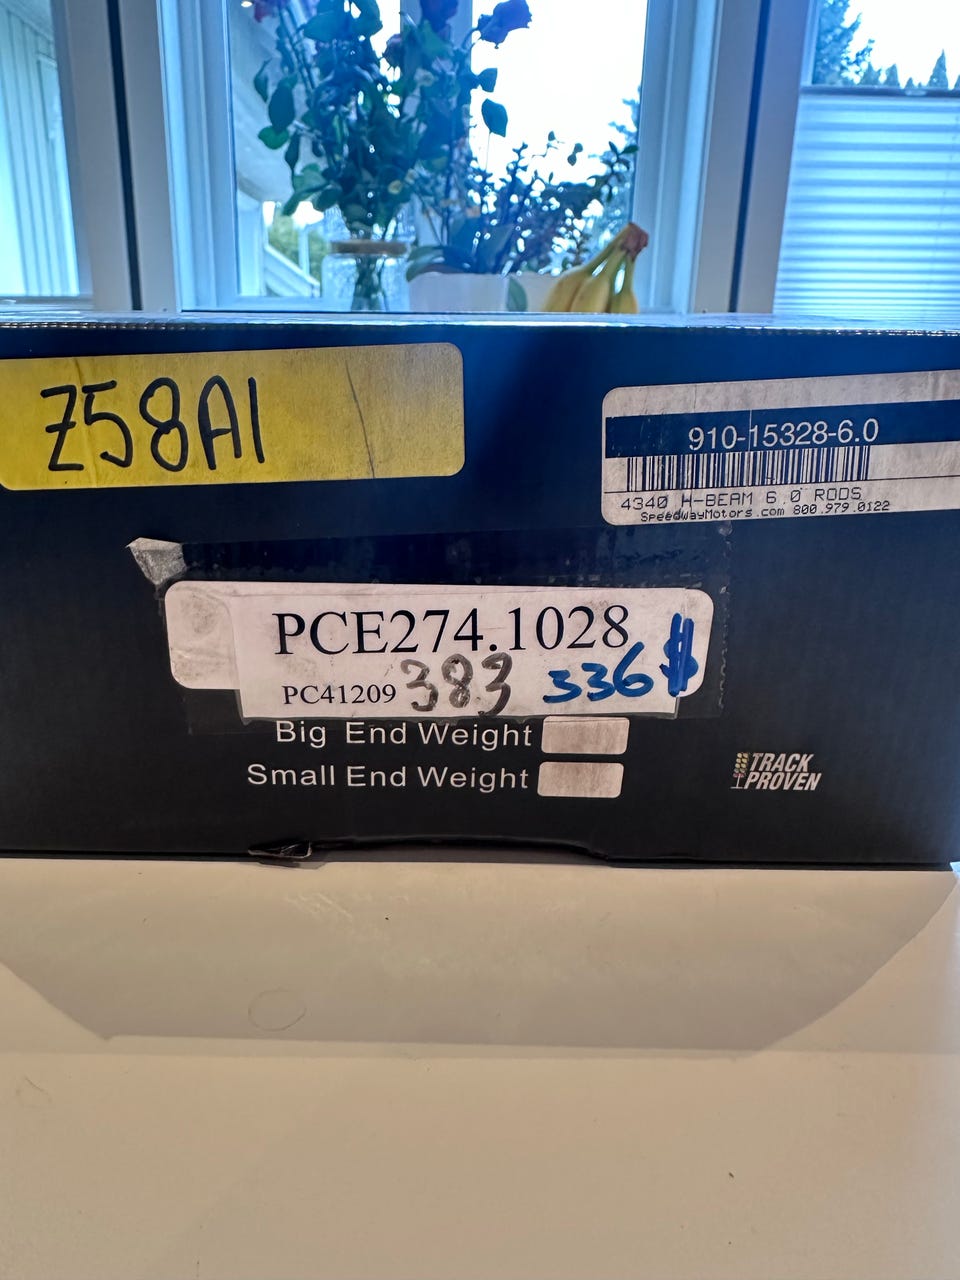 Z58A1
910-15328-6.0
4340 H-BEAM 6.0 RODS
SpeedwayMotors.com 800.979.0122
PCE274.1028
PC41209 383 336$
Big End Weight
Small End Weight
TRACK
PROVEN